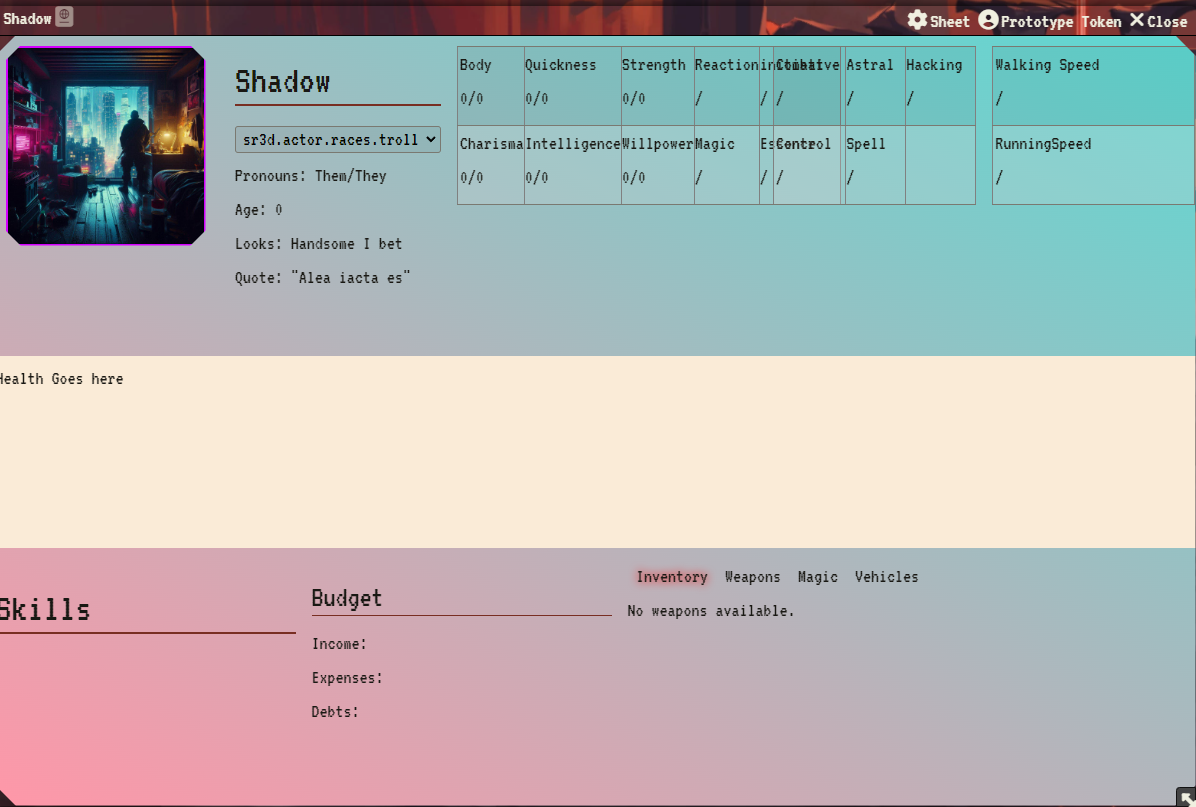 Shadow
Sheet Prototype Token Close
Shadow
sr3d.actor.races.troll
Pronouns: Them/They
Age: 0
Looks: Handsome I bet
Quote: "Alea iacta es"
Body Quickness Strength Reaction Astral Hacking
0/0 0/0 0/0 / / / / /
Charisma Intelligence Willpower Magic Control Spell
0/0 0/0 0/0 / / / /
Walking Speed
/
RunningSpeed
/
Health Goes here
Skills
Budget
Income:
Expenses:
Debts:
Inventory Weapons Magic Vehicles
No weapons available.